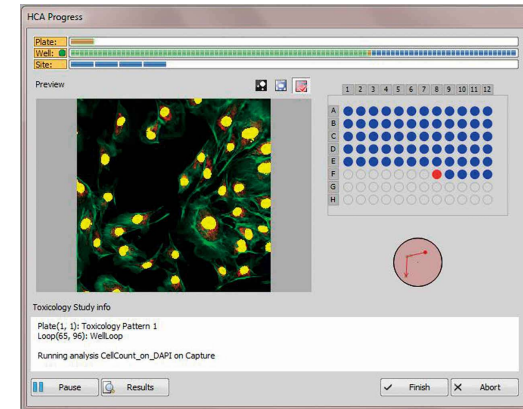 HCA Progress
Plate:
Well:
Site:
Preview
1 2 3 4 5 6 7 8 9 10 11 12
A
B
C
D
E
F
G
H
Toxicology Study info
Plate(1, 1): Toxicology Pattern 1
Loop(65, 96): WellLoop
Running analysis CellCount_on_DAPI on Capture
Pause Results Finish Abort